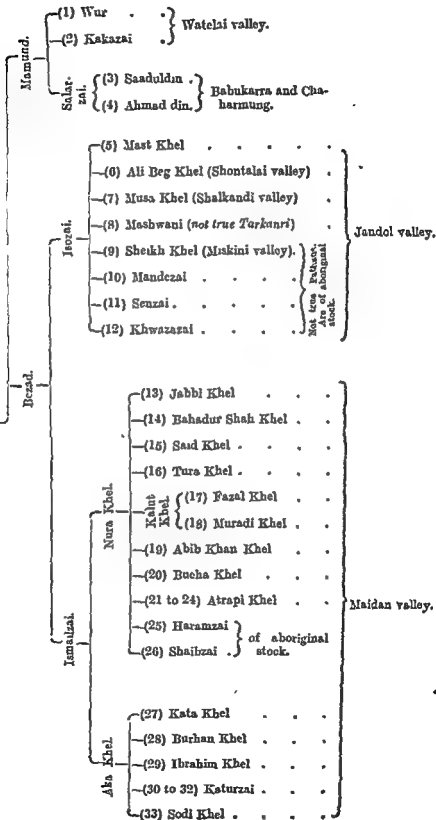 Mamund.
(1) Wur . . } Watelai valley.
(2) Kakazai .
Salarzai.
(3) Saaduldin . } Babukarra and Cha-
(4) Ahmad din. harmung.
Bezad.
Isozai.
(5) Mast Khel . . . .
(6) Ali Beg Khel (Shontalai valley) .
(7) Musa Khel (Shalkandi valley) .
(8) Mashwani (not true Tarkanri) .
(9) Sheikh Khel (Miskini valley).
(10) Mandezai . . . .
(11) Senzai . . . . .
(12) Khwazazai . . . .
Not true Pathans.
Are of aboriginal
stock.
Jandol valley.
Ismailzai.
Nura Khel.
(13) Jabbi Khel . . .
(14) Bahadur Shah Khel . .
(15) Said Khel . . . .
(16) Tura Khel . . . .
Kalut
Khel.
(17) Fazal Khel . .
(18) Muradi Khel . .
(19) Abib Khan Khel . .
(20) Bucha Khel . . .
(21 to 24) Atrapi Khel . .
(25) Haramzai } of aboriginal
(26) Shaibzai . stock.
Aka Khel.
(27) Kata Khel . . .
(28) Burhan Khel . . .
(29) Ibrahim Khel . . .
(30 to 32) Katurzai . . .
(33) Sodi Khel . . . .
Maidan valley.